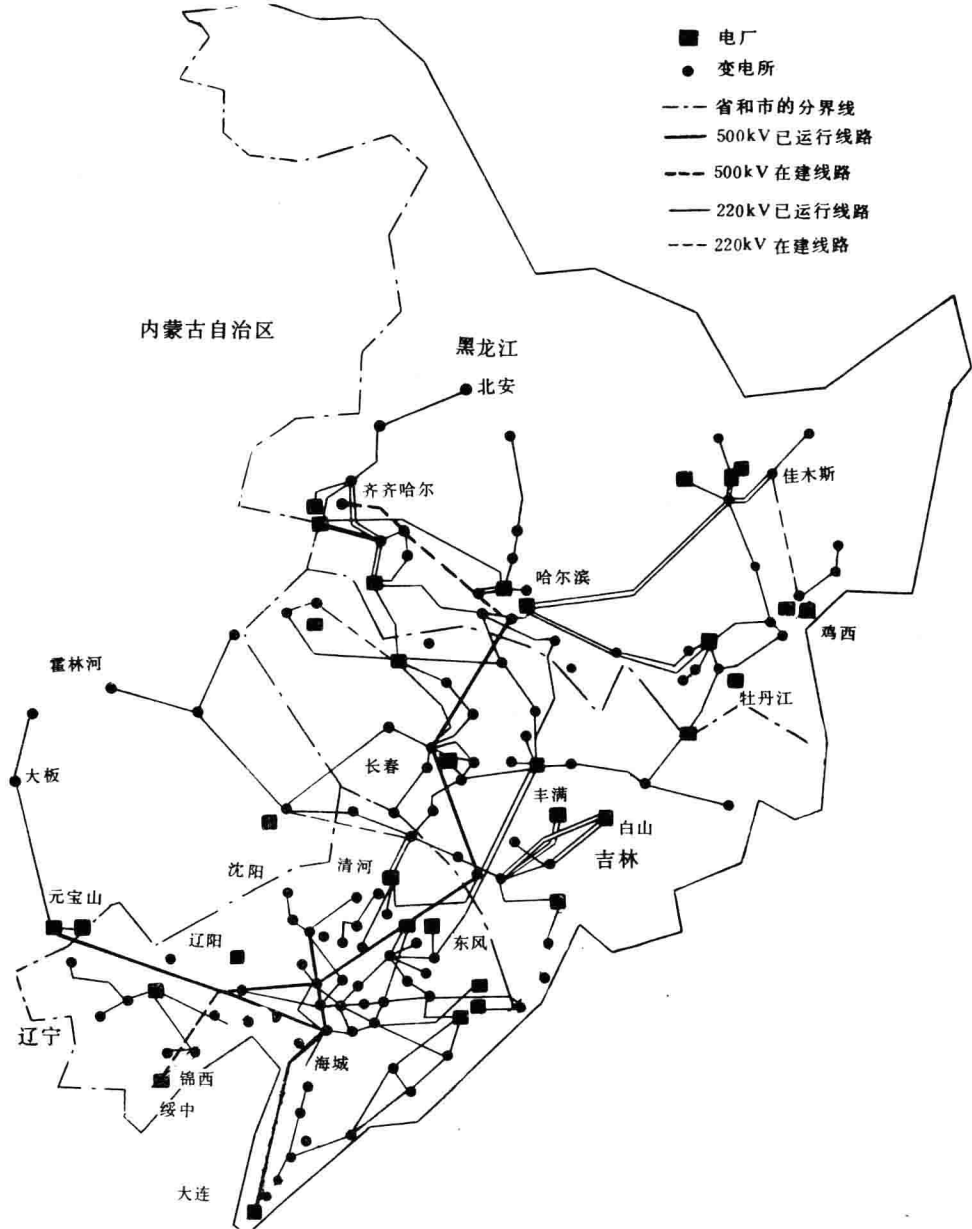 电厂
变电所
省和市的分界线
500kV已运行线路
500kV在建线路
220kV已运行线路
220kV在建线路
内蒙古自治区
黑龙江
北安
齐齐哈尔
佳木斯
哈尔滨
鸡西
霍林河
牡丹江
长春
大板
丰满
白山
吉林
沈阳
清河
元宝山
辽阳
东风
辽宁
海城
锦西
绥中
大连